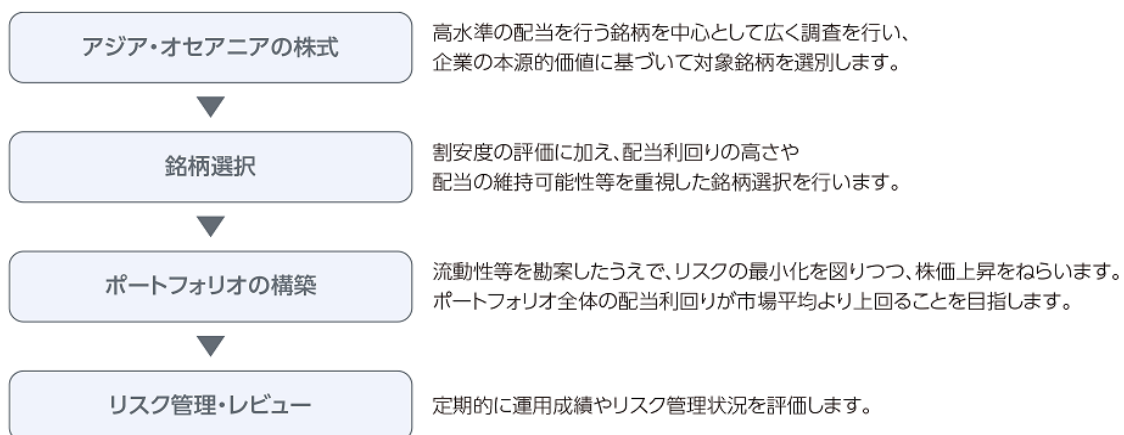 アジア・オセアニアの株式
高水準の配当を行う銘柄を中心として広く調査を行い、
企業の本源的価値に基づいて対象銘柄を選別します。
銘柄選択
割安度の評価に加え、配当利回りの高さや
配当の維持可能性等を重視した銘柄選択を行います。
ポートフォリオの構築
流動性等を勘案したうえで、リスクの最小化を図りつつ、株価上昇をねらいます。
ポートフォリオ全体の配当利回りが市場平均より上回ることを目指します。
リスク管理・レビュー
定期的に運用成績やリスク管理状況を評価します。